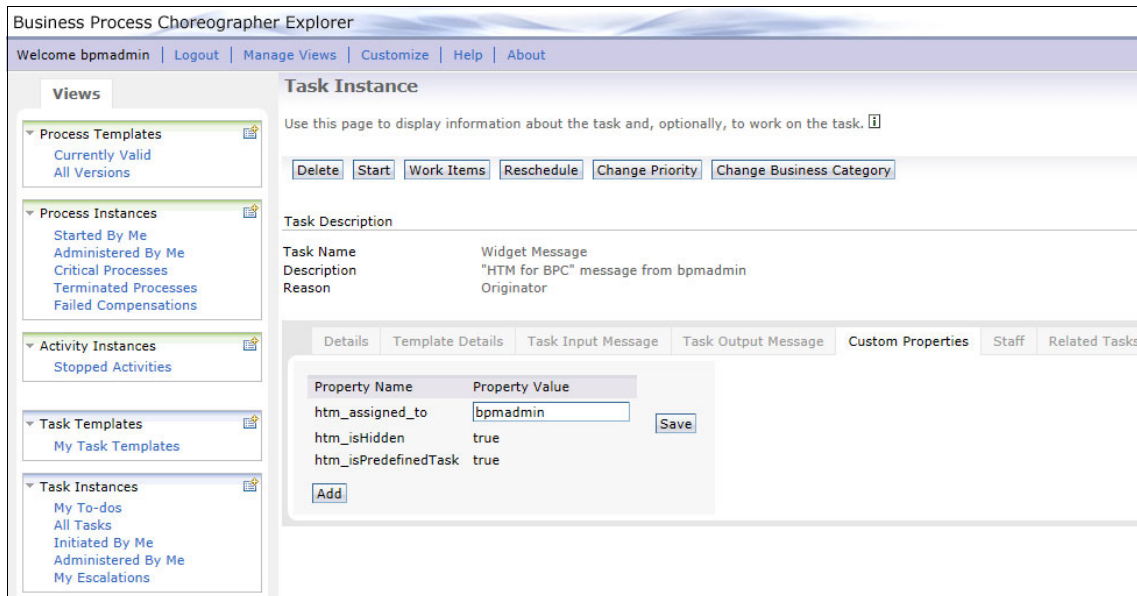 Business Process Choreographer Explorer
Welcome bpmadmin | Logout | Manage Views | Customize | Help | About
Views
Process Templates
Currently Valid
All Versions
Process Instances
Started By Me
Administered By Me
Critical Processes
Terminated Processes
Failed Compensations
Activity Instances
Stopped Activities
Task Templates
My Task Templates
Task Instances
My To-dos
All Tasks
Initiated By Me
Administered By Me
My Escalations
Task Instance
Use this page to display information about the task and, optionally, to work on the task. i
Delete Start Work Items Reschedule Change Priority Change Business Category
Task Description
Task Name Widget Message
Description "HTM for BPC" message from bpmadmin
Reason Originator
Details Template Details Task Input Message Task Output Message Custom Properties Staff Related Tasks
Property Name Property Value
htm_assigned_to bpmadmin
Save
htm_isHidden true
htm_isPredefinedTask true
Add